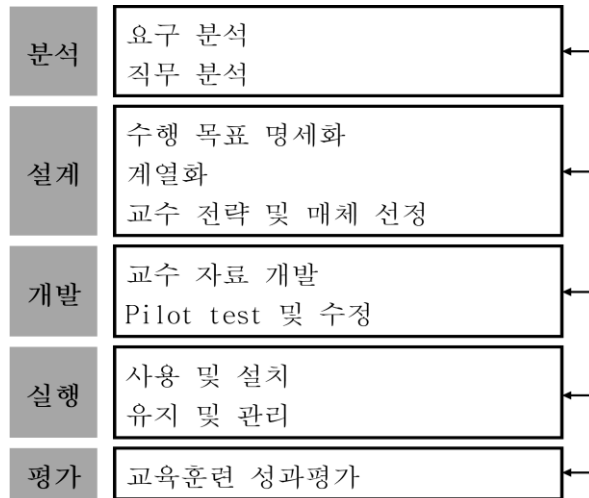 분석
요구 분석
직무 분석
설계
수행 목표 명세화
계열화
교수 전략 및 매체 선정
개발
교수 자료 개발
Pilot test 및 수정
실행
사용 및 설치
유지 및 관리
평가
교육훈련 성과평가